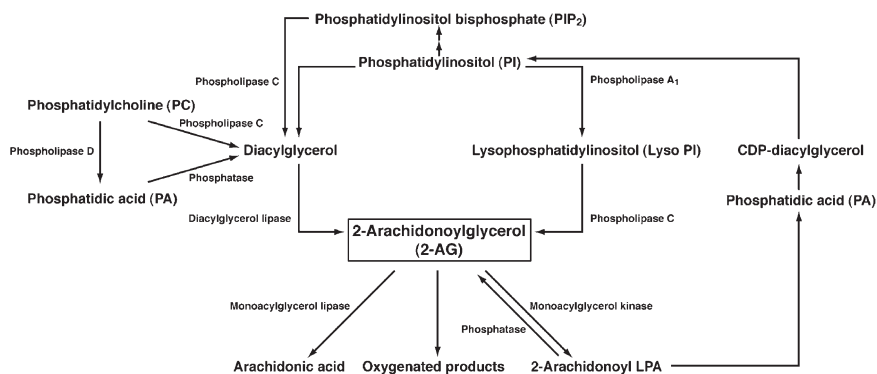 Phosphatidylinositol bisphosphate (PIP₂)
Phosphatidylinositol (PI)
Phospholipase C
Phospholipase A₁
Phosphatidylcholine (PC)
Phospholipase C
Phospholipase D
Diacylglycerol
Lysophosphatidylinositol (Lyso PI)
CDP-diacylglycerol
Phosphatase
Phosphatidic acid (PA)
Phosphatidic acid (PA)
Diacylglycerol lipase
Phospholipase C
2-Arachidonoylglycerol
(2-AG)
Monoacylglycerol lipase
Monoacylglycerol kinase
Phosphatase
Arachidonic acid
Oxygenated products
2-Arachidonoyl LPA